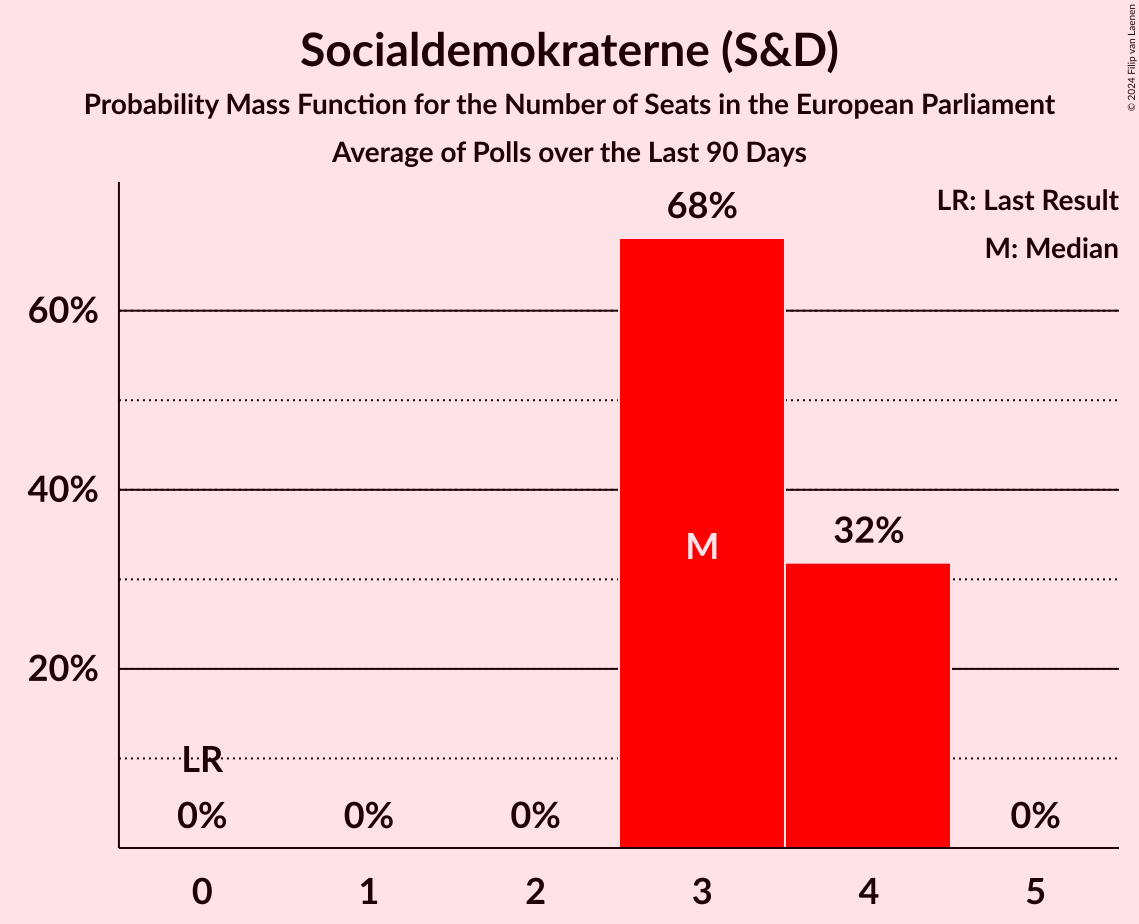 Socialdemokraterne (S&D)
Probability Mass Function for the Number of Seats in the European Parliament
Average of Polls over the Last 90 Days
© 2024 Filip van Laenen
LR: Last Result
M: Median
68%
60%
40%
32%
M
20%
LR
0% 0% 0% 0%
0 1 2 3 4 5